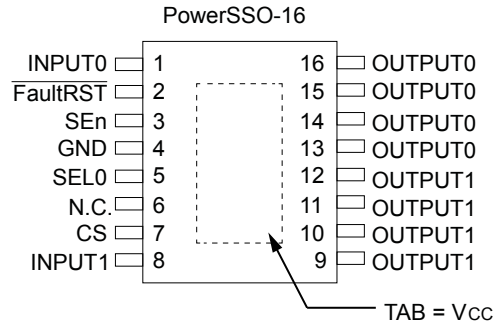 PowerSSO-16
INPUT0 1 16 OUTPUT0
FaultRST 2 15 OUTPUT0
SEn 3 14 OUTPUT0
GND 4 13 OUTPUT0
SEL0 5 12 OUTPUT1
N.C. 6 11 OUTPUT1
CS 7 10 OUTPUT1
INPUT1 8 9 OUTPUT1
TAB = VCC